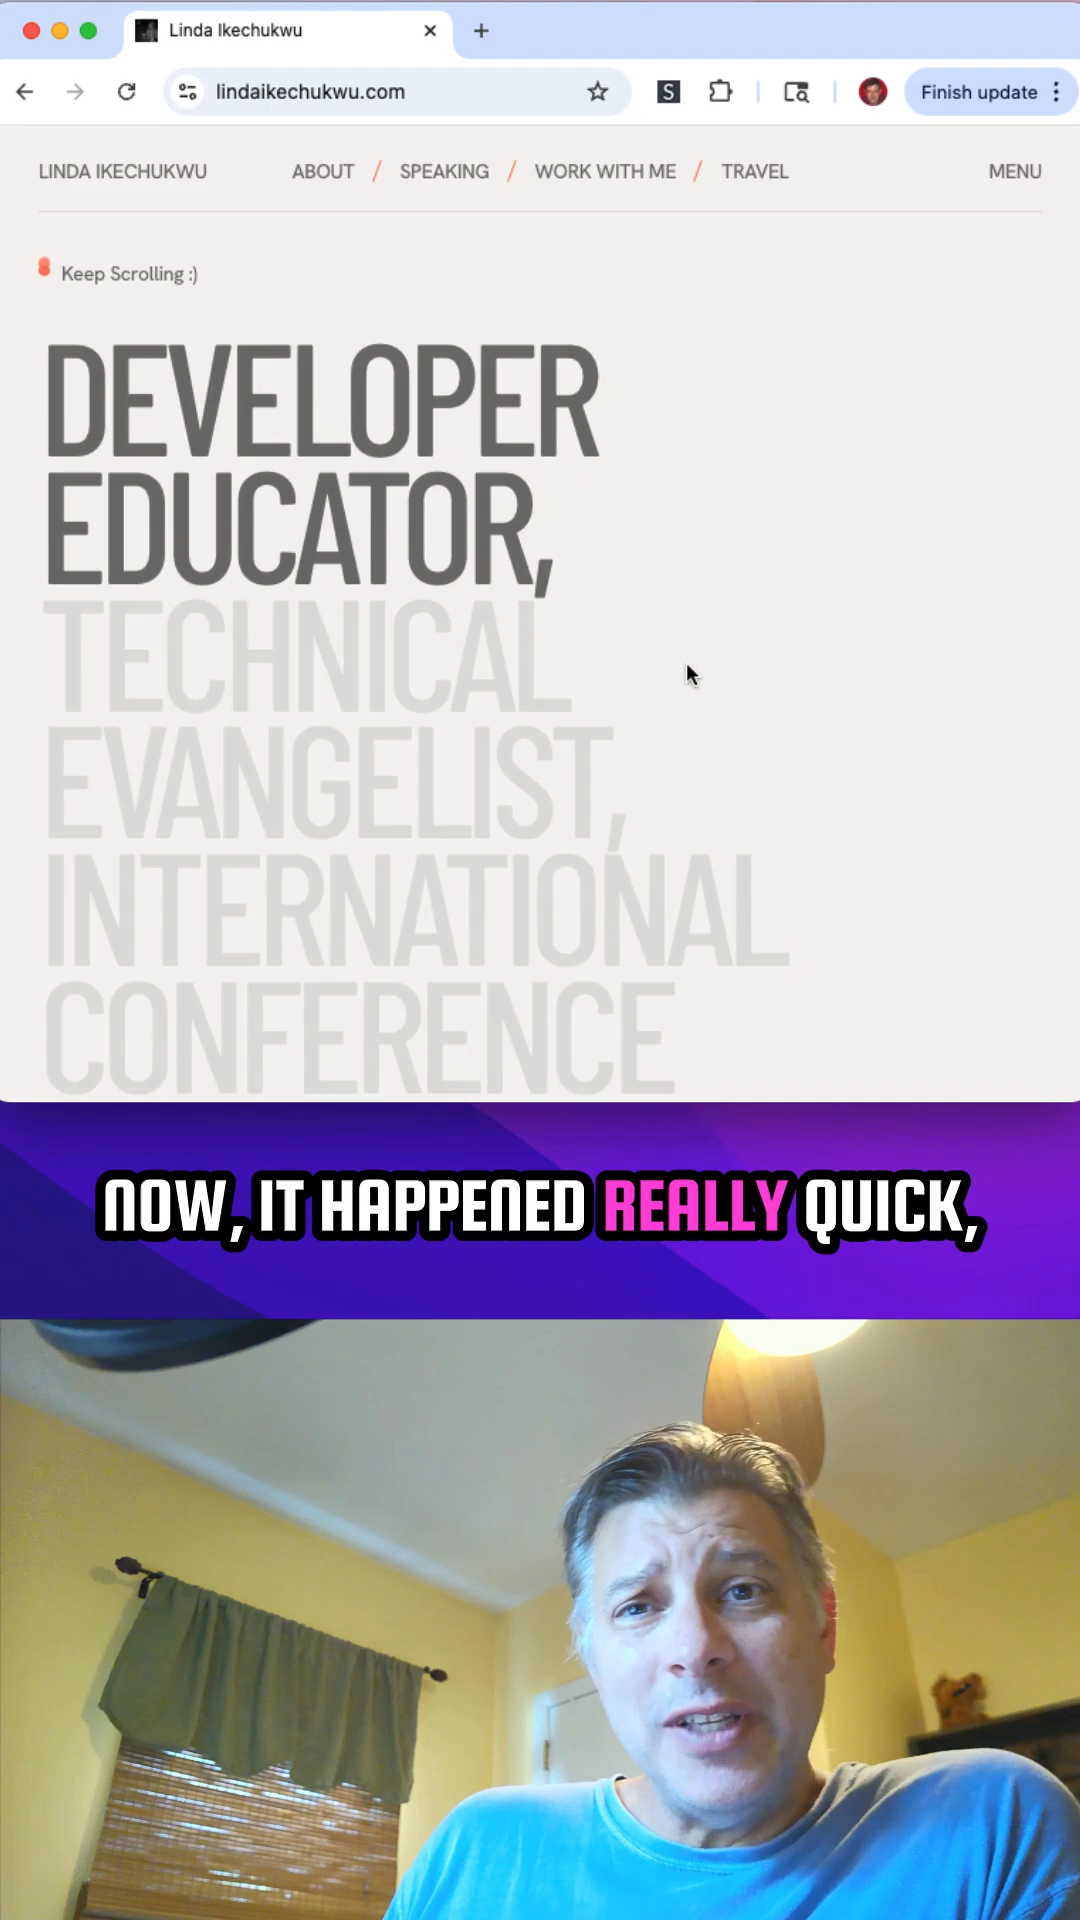 Linda Ikechukwu
lindaikechukwu.com
S
Finish update
LINDA IKECHUKWU
ABOUT / SPEAKING / WORK WITH ME / TRAVEL
MENU
Keep Scrolling :)
DEVELOPER
EDUCATOR,
TECHNICAL
EVANGELIST,
INTERNATIONAL
CONFERENCE
NOW, IT HAPPENED REALLY QUICK,